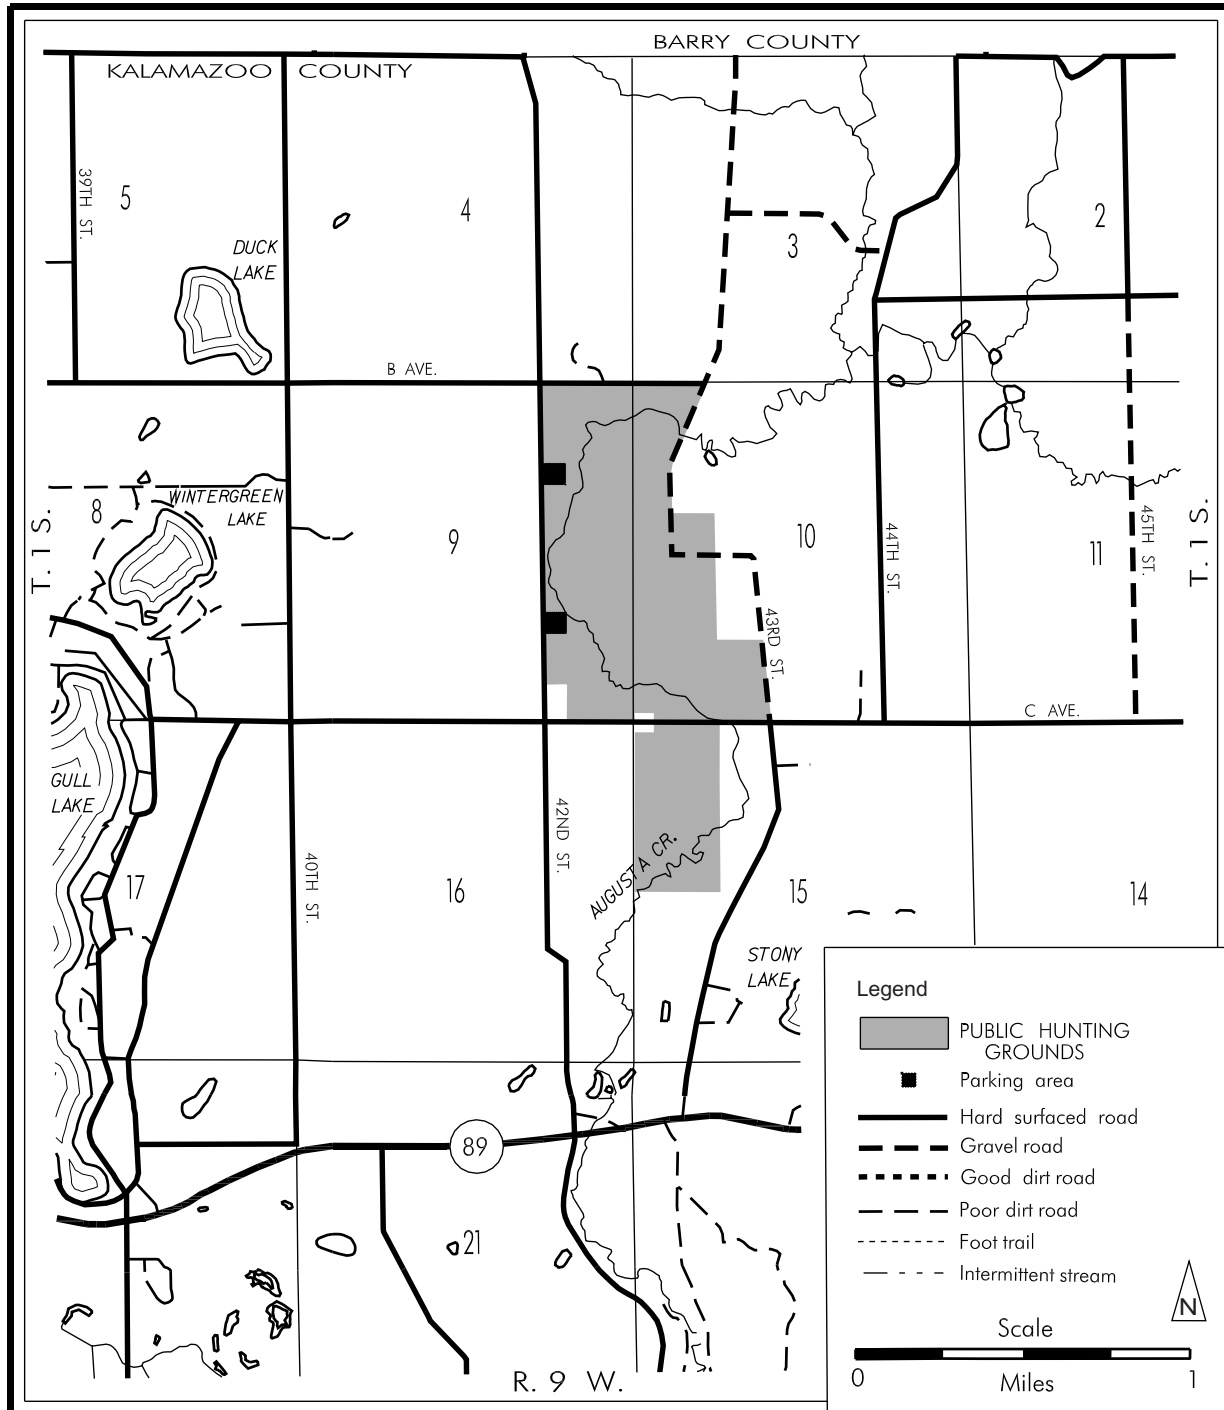 BARRY COUNTY
KALAMAZOO COUNTY
39TH ST.
5
4
3
2
DUCK
LAKE
B AVE.
WINTERGREEN
LAKE
8
9
10
11
T. 1 S.
T. 1 S.
44TH ST.
45TH ST.
43RD ST.
C AVE.
GULL
LAKE
42ND ST.
40TH ST.
AUGUSTA CR.
17
16
15
14
STONY
LAKE
89
21
R. 9 W.
Legend
PUBLIC HUNTING
GROUNDS
Parking area
Hard surfaced road
Gravel road
Good dirt road
Poor dirt road
Foot trail
Intermittent stream
N
Scale
0 1
Miles